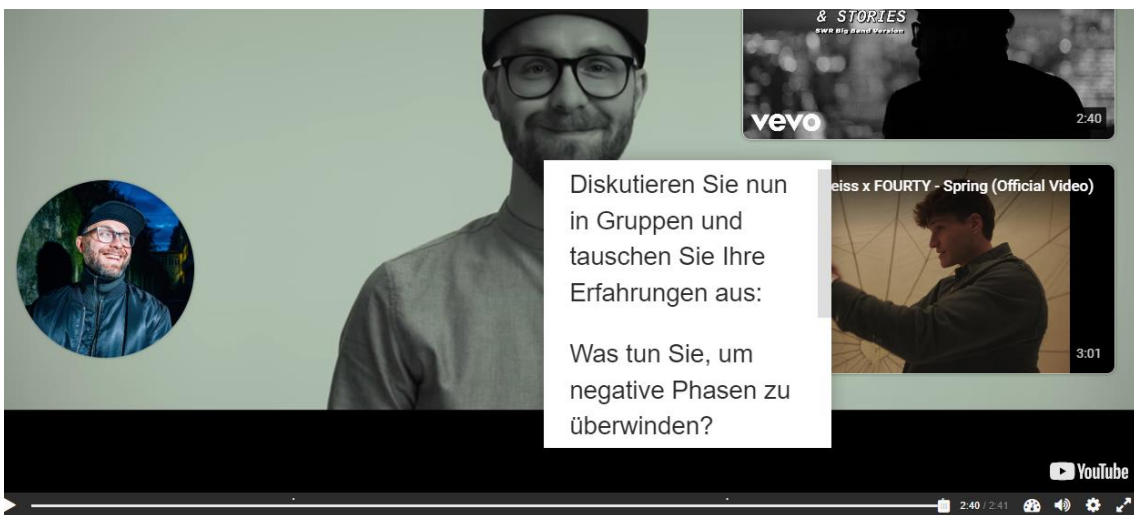 & STORIES
SWR Big Band Version
vevo
2:40
Diskutieren Sie nun
in Gruppen und
tauschen Sie Ihre
Erfahrungen aus:
Was tun Sie, um
negative Phasen zu
überwinden?
eiss x FOURTY - Spring (Official Video)
3:01
YouTube
2:40 / 2:41